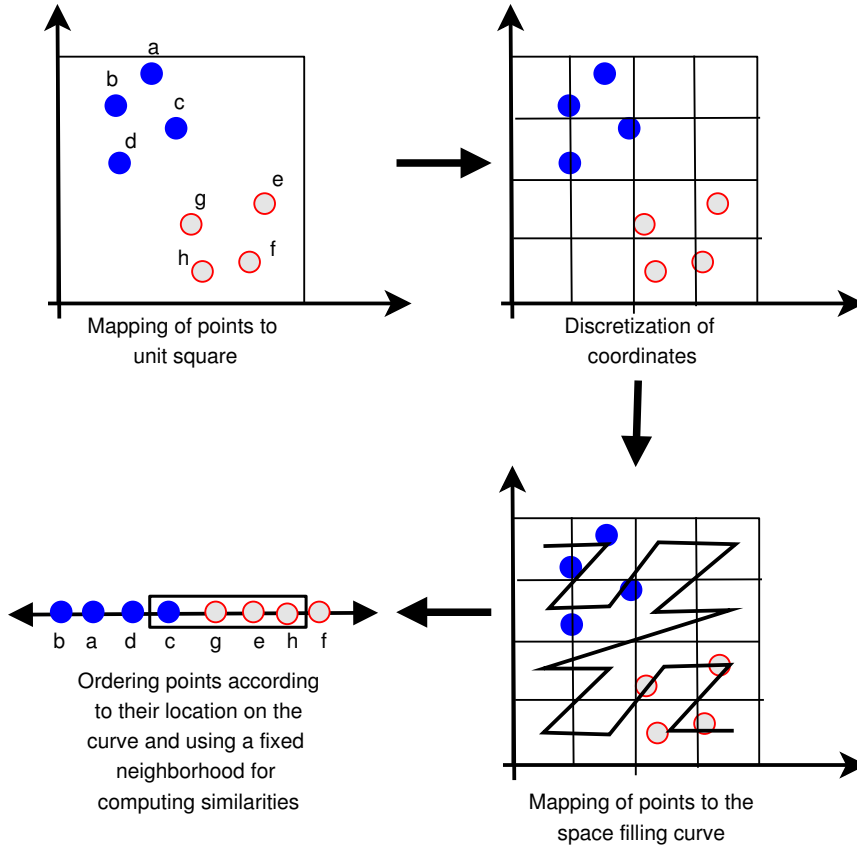 a
b
c
d
e
g
f
h
Mapping of points to
unit square
Discretization of
coordinates
b a d c g e h f
Ordering points according
to their location on the
curve and using a fixed
neighborhood for
computing similarities
Mapping of points to the
space filling curve